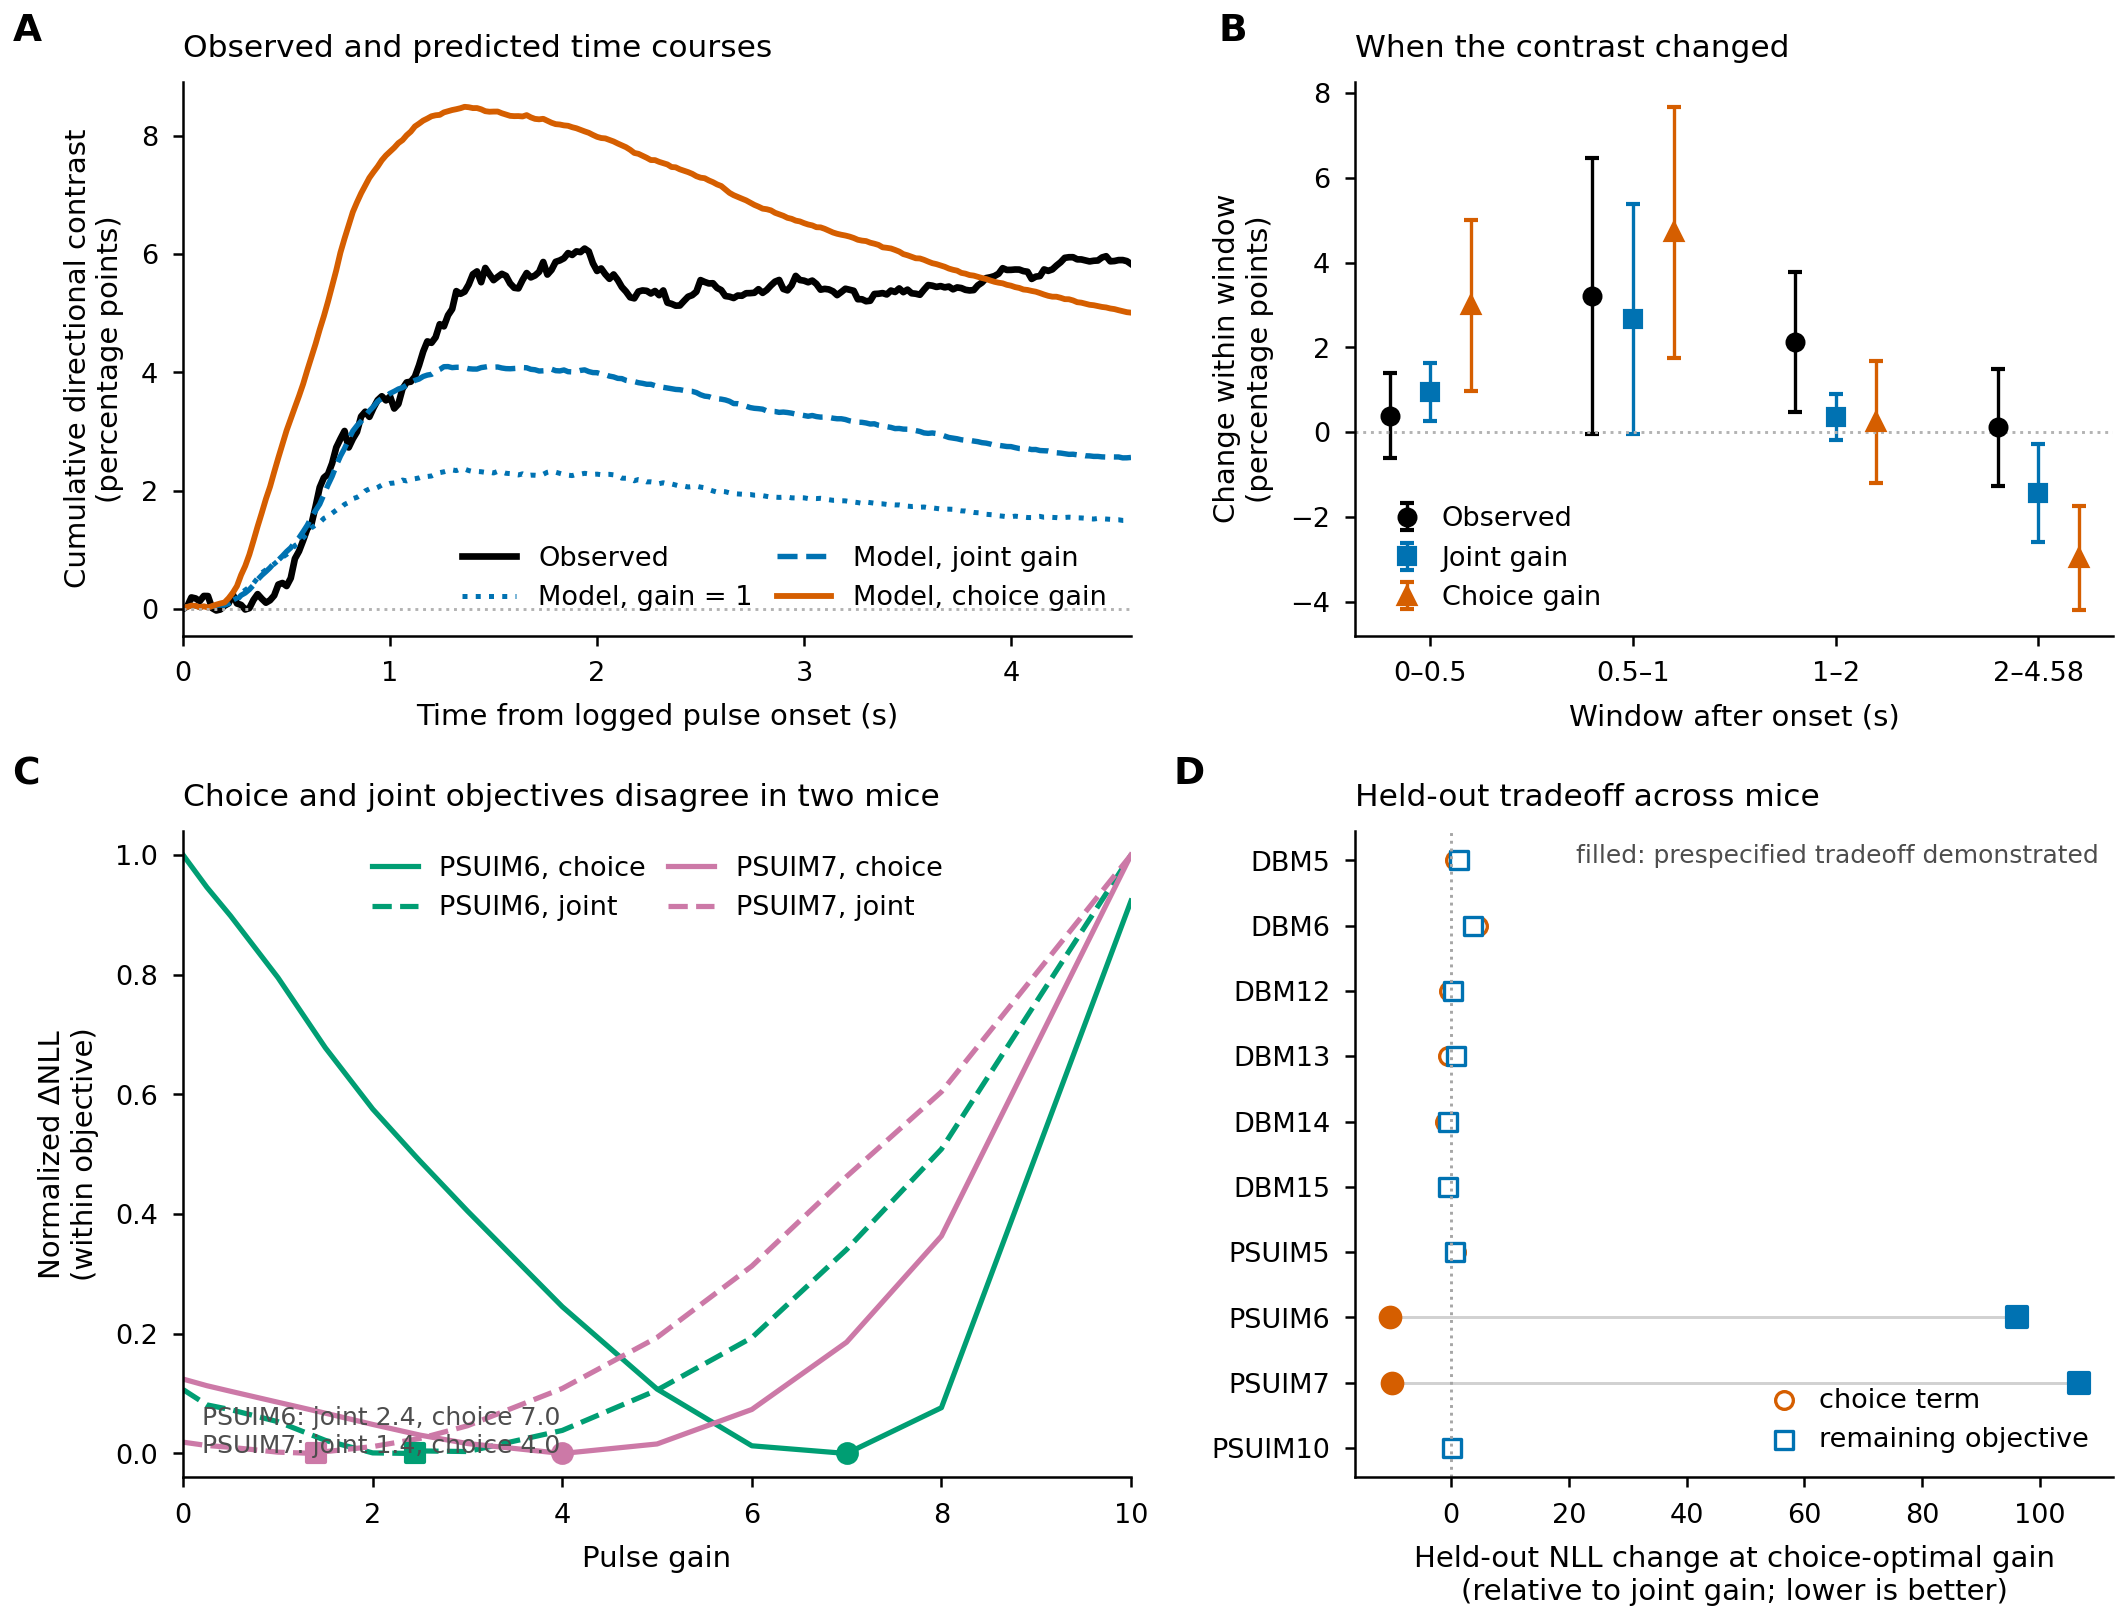 A
Observed and predicted time courses
Cumulative directional contrast
(percentage points)
8
6
4
2
0
Observed
Model, gain = 1
Model, joint gain
Model, choice gain
0 1 2 3 4
Time from logged pulse onset (s)
B
When the contrast changed
Change within window
(percentage points)
8
6
4
2
0
−2
−4
Observed
Joint gain
Choice gain
0–0.5 0.5–1 1–2 2–4.58
Window after onset (s)
C
Choice and joint objectives disagree in two mice
Normalized ΔNLL
(within objective)
1.0
0.8
0.6
0.4
0.2
0.0
PSUIM6, choice
PSUIM6, joint
PSUIM7, choice
PSUIM7, joint
PSUIM6: joint 2.4, choice 7.0
PSUIM7: joint 1.4, choice 4.0
0 2 4 6 8 10
Pulse gain
D
Held-out tradeoff across mice
filled: prespecified tradeoff demonstrated
DBM5
DBM6
DBM12
DBM13
DBM14
DBM15
PSUIM5
PSUIM6
PSUIM7
PSUIM10
choice term
remaining objective
0 20 40 60 80 100
Held-out NLL change at choice-optimal gain
(relative to joint gain; lower is better)